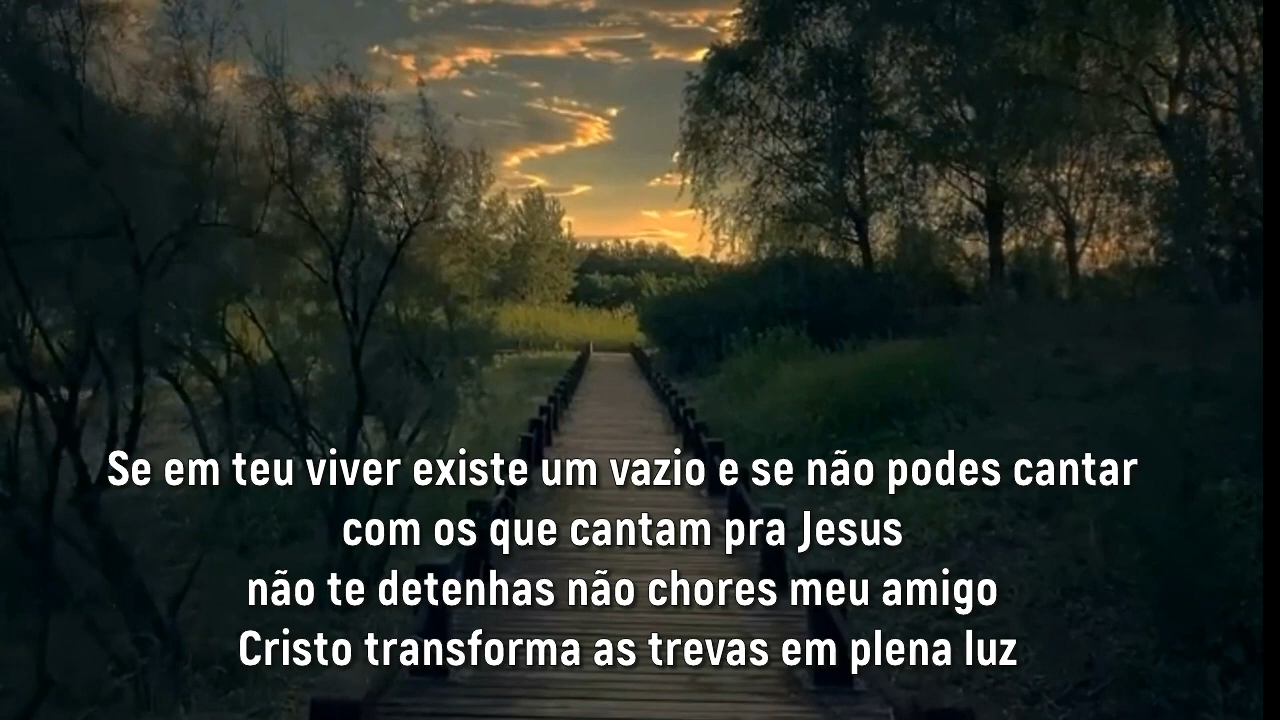 Se em teu viver existe um vazio e se não podes cantar
com os que cantam pra Jesus
não te detenhas não chores meu amigo
Cristo transforma as trevas em plena luz